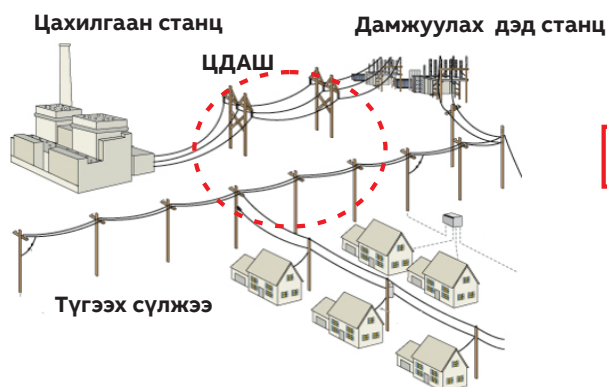 Цахилгаан станц
Дамжуулах дэд станц
ЦДАШ
Түгээх сүлжээ